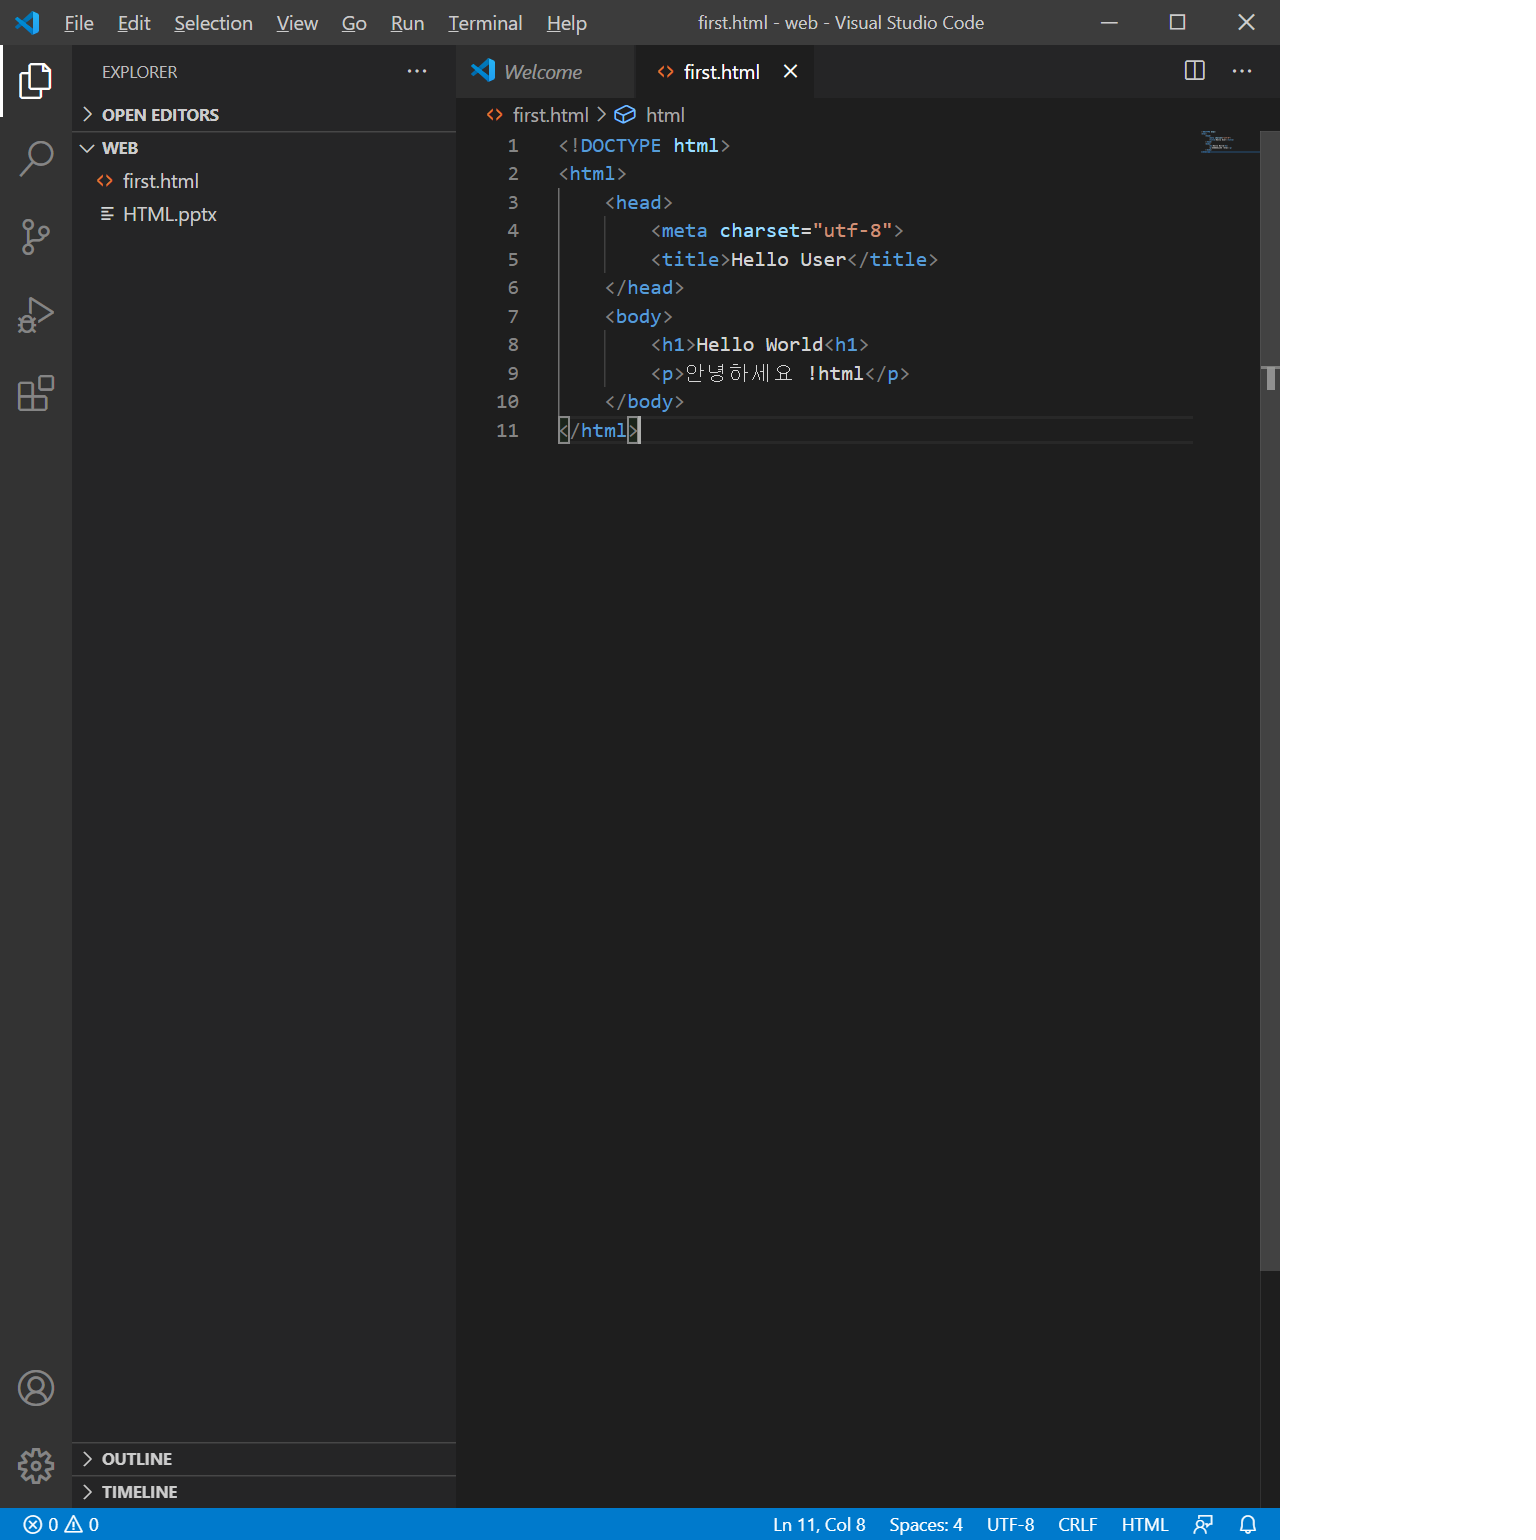 File Edit Selection View Go Run Terminal Help first.html - web - Visual Studio Code
EXPLORER
OPEN EDITORS
WEB
first.html
HTML.pptx
OUTLINE
TIMELINE
Welcome first.html
first.html > html
1 <!DOCTYPE html>
2 <html>
3 <head>
4 <meta charset="utf-8">
5 <title>Hello User</title>
6 </head>
7 <body>
8 <h1>Hello World<h1>
9 <p>안녕하세요 !html</p>
10 </body>
11 </html>
0 0 Ln 11, Col 8 Spaces: 4 UTF-8 CRLF HTML